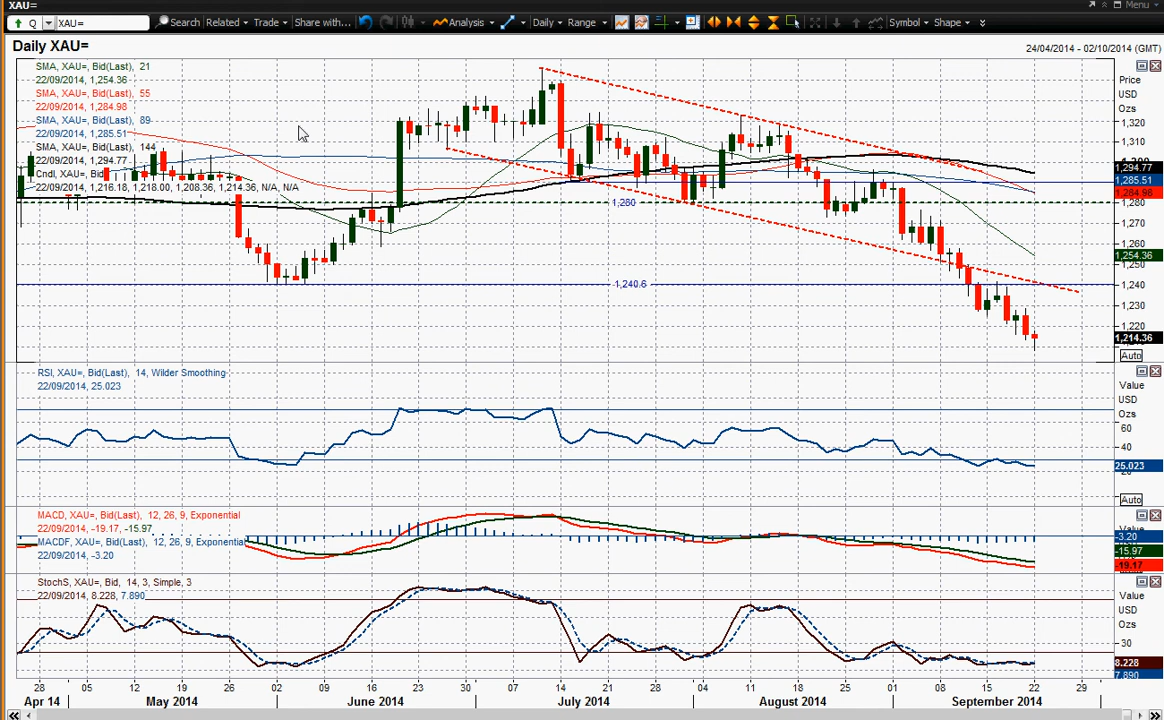 XAU=
Menu
Q XAU= Search Related Trade Share with... Analysis Daily Range Symbol Shape
Daily XAU=
24/04/2014 - 02/10/2014 (GMT)
SMA, XAU=, Bid(Last), 21
22/09/2014, 1,254.36
SMA, XAU=, Bid(Last), 55
22/09/2014, 1,284.98
SMA, XAU=, Bid(Last), 89
22/09/2014, 1,285.51
SMA, XAU=, Bid(Last), 144
22/09/2014, 1,294.77
Cndl, XAU=, Bid
22/09/2014, 1,216.18, 1,218.00, 1,208.36, 1,214.36, N/A, N/A
Price
USD
Ozs
1,320
1,310
1,294.77
1,285.51
1,284.98
1,280
1,280
1,270
1,260
1,254.36
1,250
1,240.6
1,240
1,230
1,220
1,214.36
Auto
RSI, XAU=, Bid(Last), 14, Wilder Smoothing
22/09/2014, 25.023
Value
USD
Ozs
60
40
25.023
Auto
MACD, XAU=, Bid(Last), 12, 26, 9, Exponential
22/09/2014, -19.17, -15.97
MACDF, XAU=, Bid(Last), 12, 26, 9, Exponential
22/09/2014, -3.20
-3.20
-15.97
-19.17
StochS, XAU=, Bid, 14, 3, Simple, 3
22/09/2014, 8.228, 7.890
Value
USD
Ozs
30
8.228
7.890
28 05 12 19 26 02 09 16 23 30 07 14 21 28 04 11 18 25 01 08 15 22 29
Apr 14 May 2014 June 2014 July 2014 August 2014 September 2014